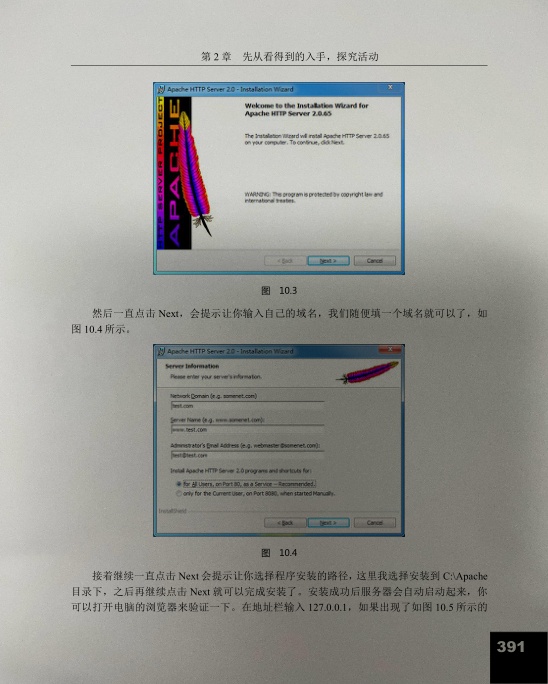 第 2 章 先从看得到的入手，探究活动
Apache HTTP Server 2.0 - Installation Wizard
HTTP SERVER PROJECT
APACHE
Welcome to the Installation Wizard for
Apache HTTP Server 2.0.65
The Installation Wizard will install Apache HTTP Server 2.0.65
on your computer. To continue, click Next.
WARNING: This program is protected by copyright law and
international treaties.
< Back Next > Cancel
图 10.3
然后一直点击 Next，会提示让你输入自己的域名，我们随便填一个域名就可以了，如
图 10.4 所示。
Apache HTTP Server 2.0 - Installation Wizard
Server Information
Please enter your server's information.
Network Domain (e.g. somenet.com)
test.com
Server Name (e.g. www.somenet.com):
www.test.com
Administrator's Email Address (e.g. webmaster@somenet.com):
test@test.com
Install Apache HTTP Server 2.0 programs and shortcuts for:
for All Users, on Port 80, as a Service -- Recommended.
only for the Current User, on Port 8080, when started Manually.
InstallShield
< Back Next > Cancel
图 10.4
接着继续一直点击 Next 会提示让你选择程序安装的路径，这里我选择安装到 C:\Apache
目录下，之后再继续点击 Next 就可以完成安装了。安装成功后服务器会自动启动起来，你
可以打开电脑的浏览器来验证一下。在地址栏输入 127.0.0.1，如果出现了如图 10.5 所示的
391